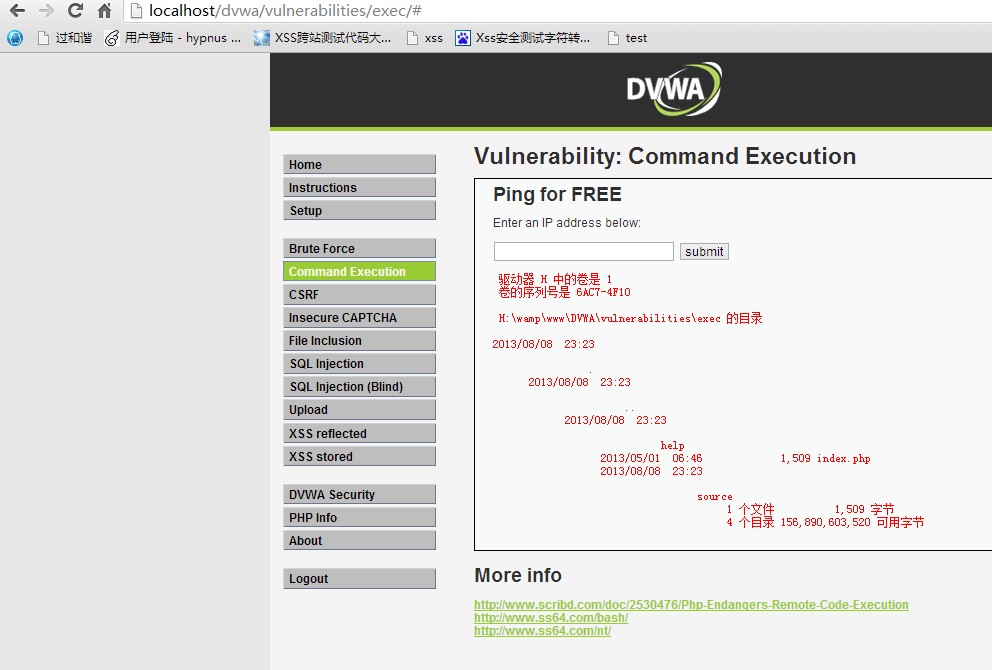 localhost/dvwa/vulnerabilities/exec/#
过和谐 用户登陆 - hypnus ... XSS跨站测试代码大... xss Xss安全测试字符转... test
DVWA
Home
Instructions
Setup
Brute Force
Command Execution
CSRF
Insecure CAPTCHA
File Inclusion
SQL Injection
SQL Injection (Blind)
Upload
XSS reflected
XSS stored
DVWA Security
PHP Info
About
Logout
Vulnerability: Command Execution
Ping for FREE
Enter an IP address below:
submit
驱动器 H 中的卷是 1
卷的序列号是 6AC7-4F10
H:\wamp\www\DVWA\vulnerabilities\exec 的目录
2013/08/08 23:23
.
2013/08/08 23:23
..
2013/08/08 23:23
help
2013/05/01 06:46 1,509 index.php
2013/08/08 23:23
source
1 个文件 1,509 字节
4 个目录 156,890,603,520 可用字节
More info
http://www.scribd.com/doc/2530476/Php-Endangers-Remote-Code-Execution
http://www.ss64.com/bash/
http://www.ss64.com/nt/